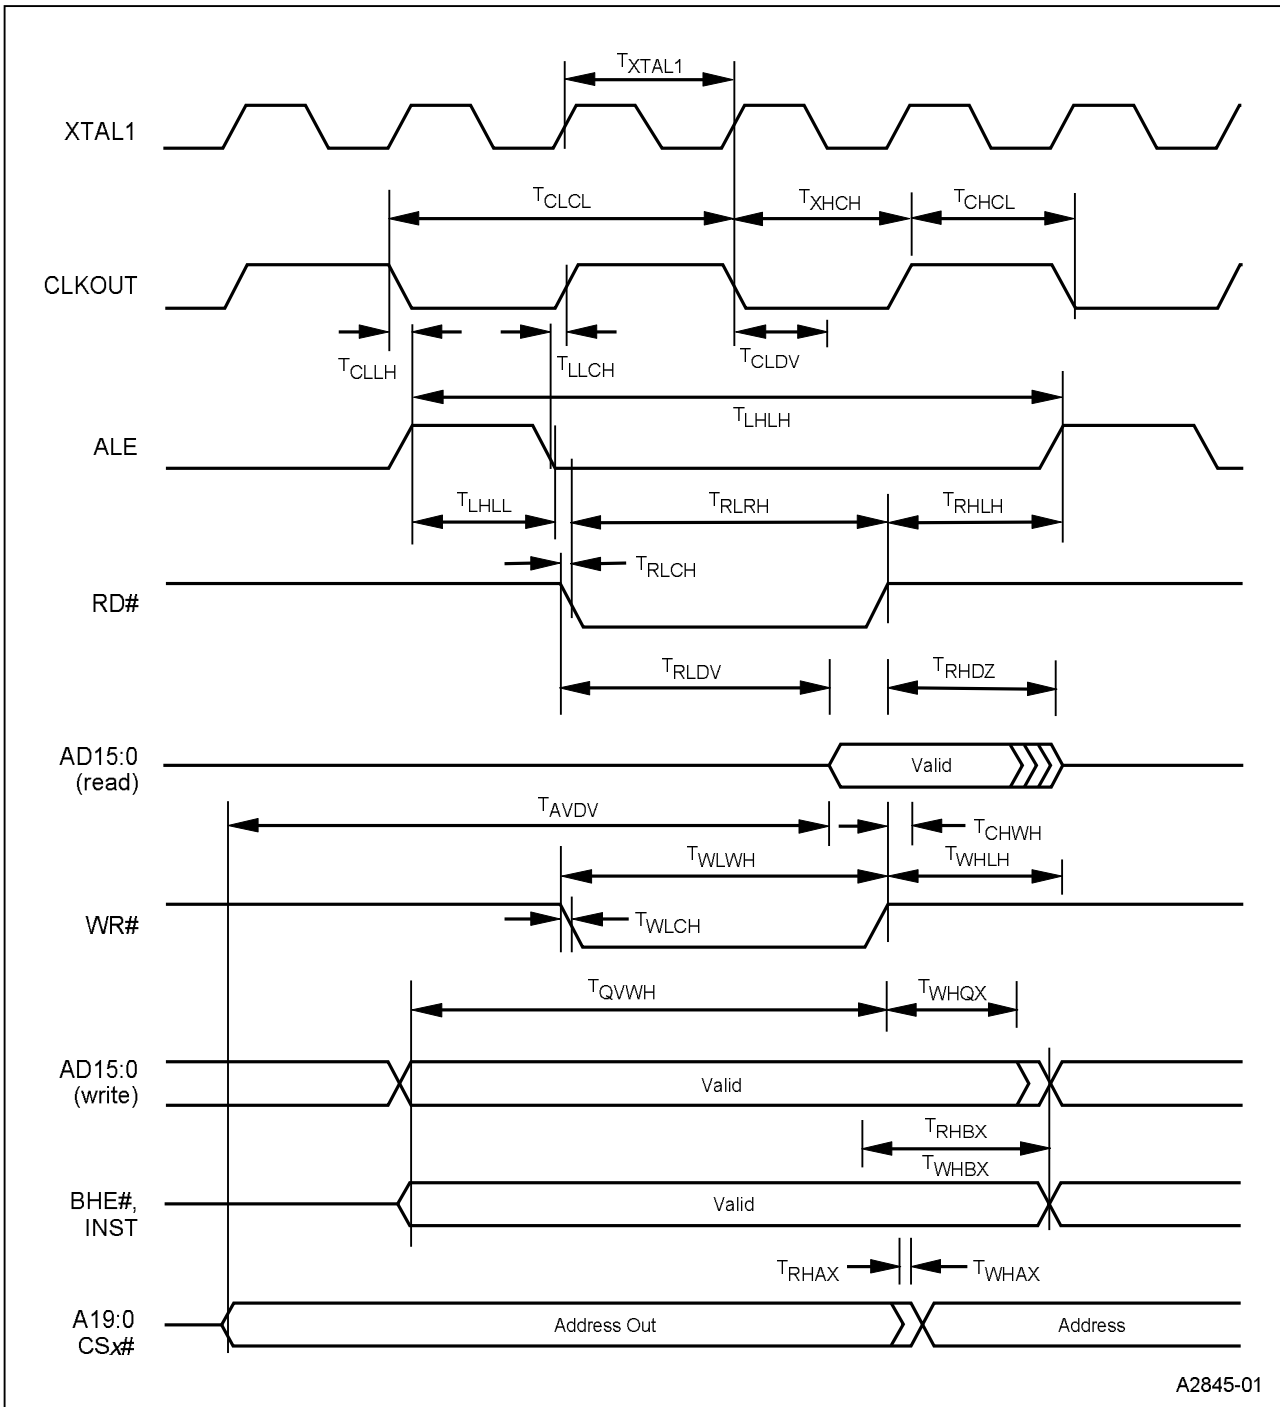 TXTAL1
XTAL1
TCLCL
TXHCH
TCHCL
CLKOUT
TCLLH
TLLCH
TCLDV
TLHLH
ALE
TLHLL
TRLRH
TRHLH
TRLCH
RD#
TRLDV
TRHDZ
AD15:0
(read)
Valid
TAVDV
TCHWH
TWLWH
TWHLH
WR#
TWLCH
TQVWH
TWHQX
AD15:0
(write)
Valid
TRHBX
TWHBX
BHE#,
INST
Valid
TRHAX
TWHAX
A19:0
CSx#
Address Out
Address
A2845-01